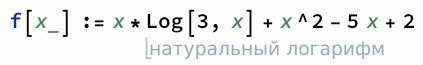 f[x_] := x * Log[3, x] + x^2 - 5 x + 2
натуральный логарифм